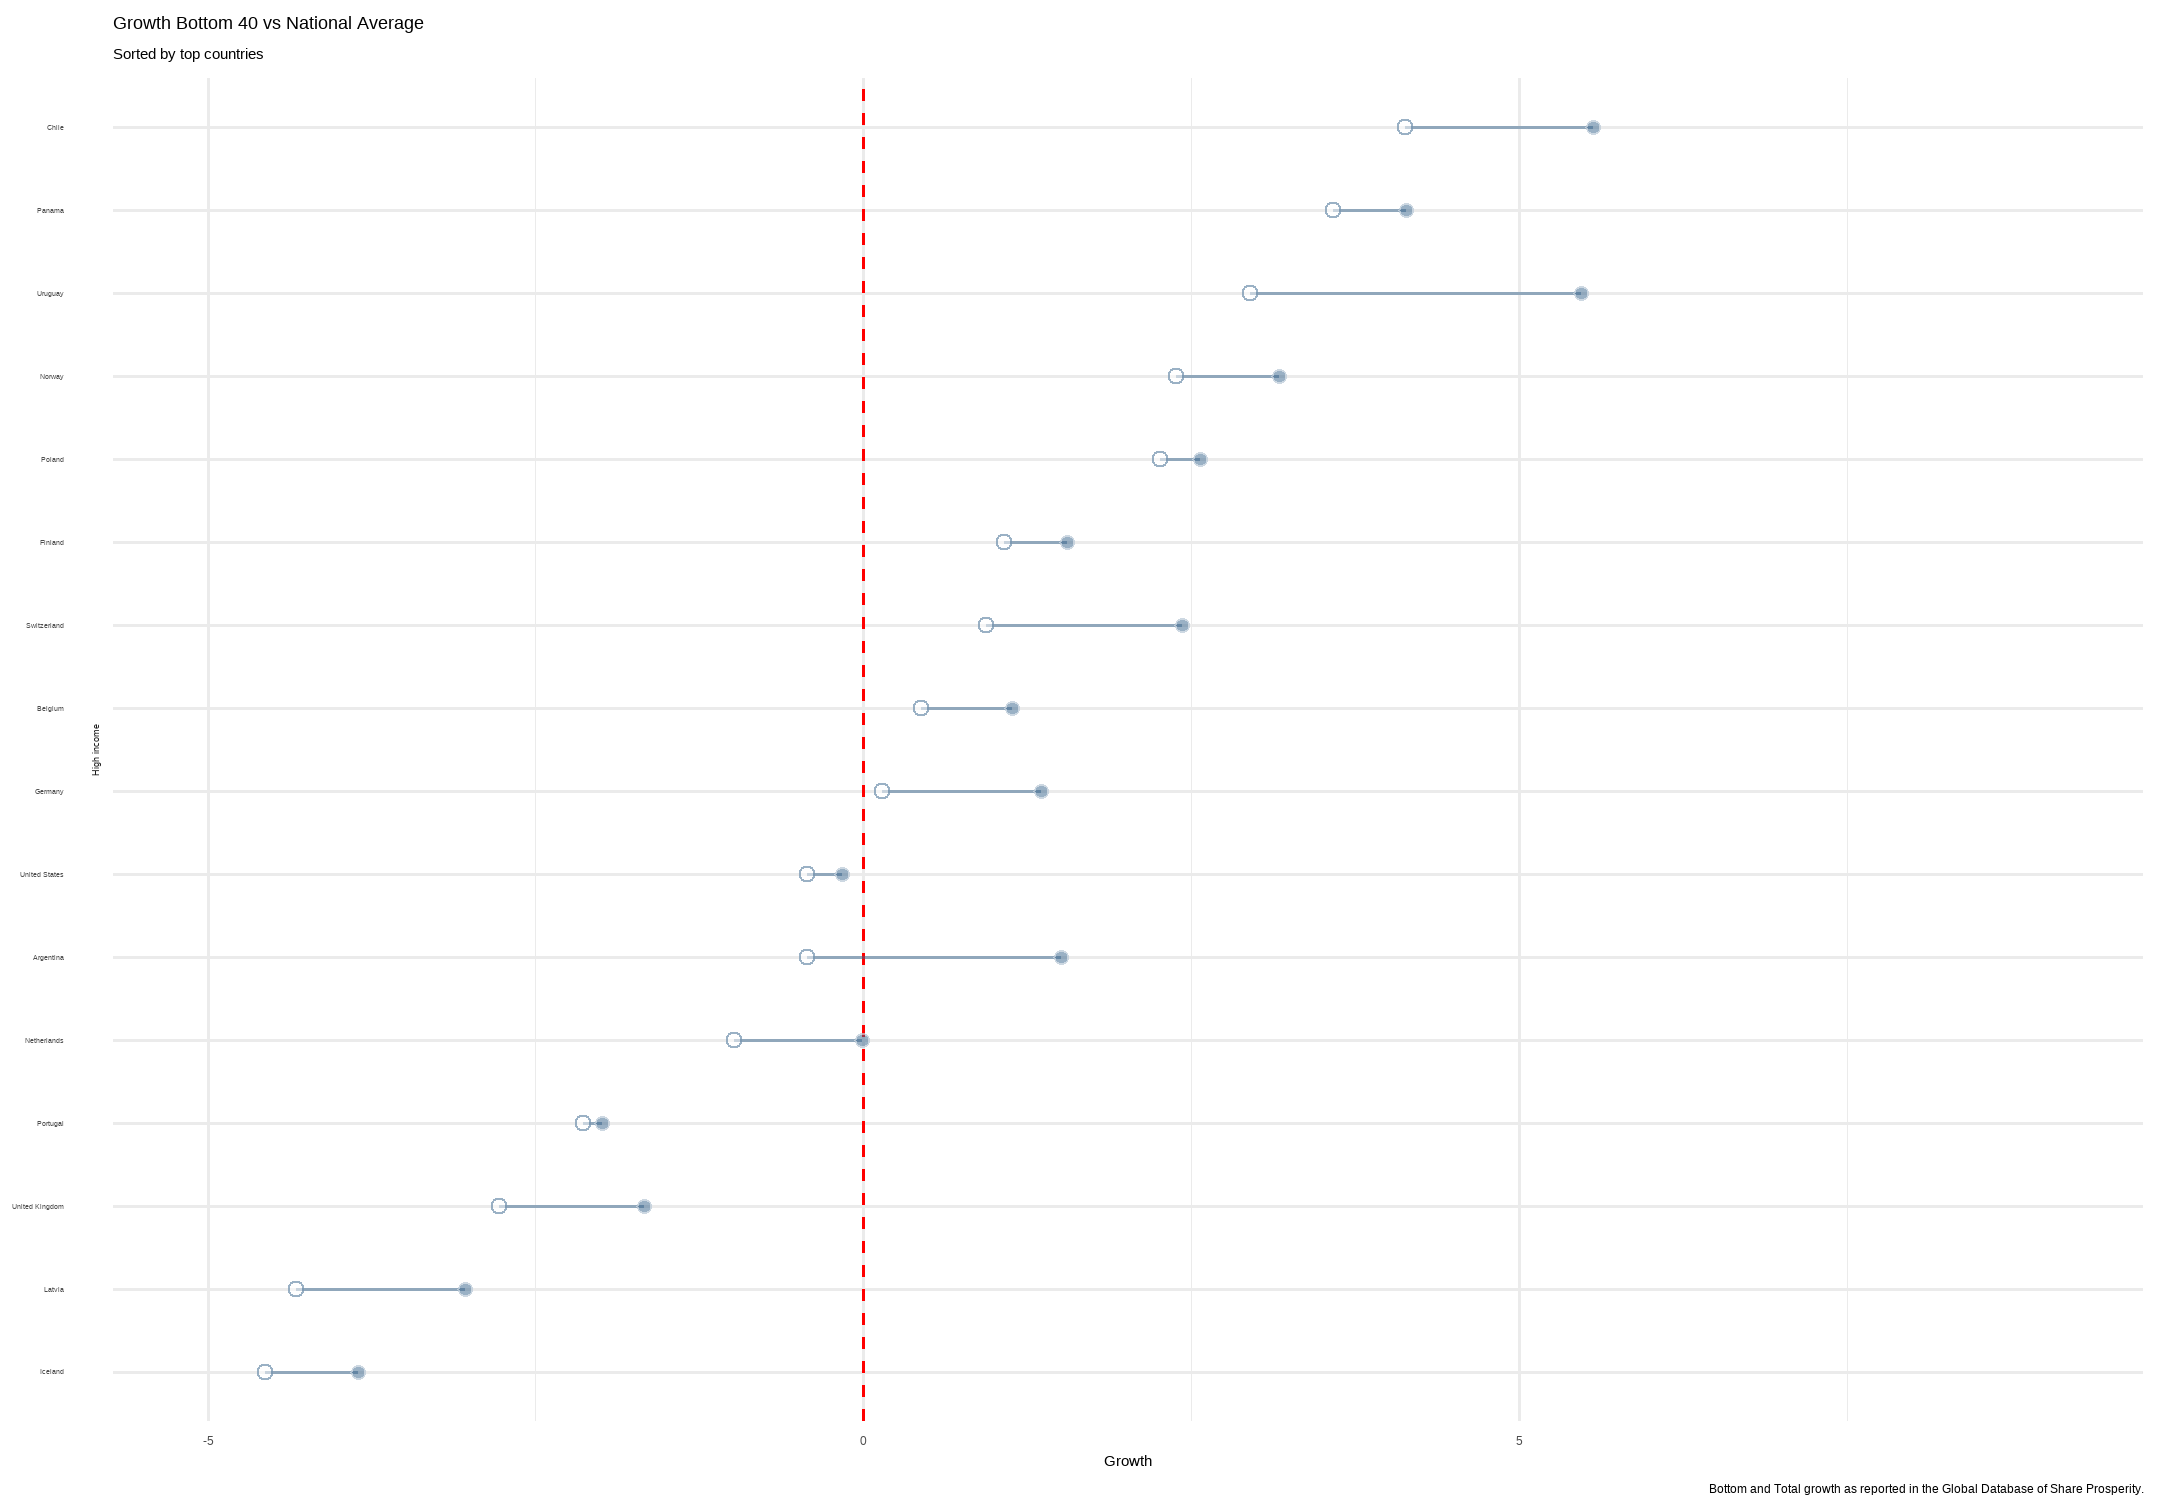 Growth Bottom 40 vs National Average
Sorted by top countries
Chile
Panama
Uruguay
Norway
Poland
Finland
Switzerland
Belgium
High income
Germany
United States
Argentina
Netherlands
Portugal
United Kingdom
Latvia
Iceland
-5
0
5
Growth
Bottom and Total growth as reported in the Global Database of Share Prosperity.